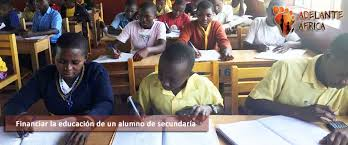 ADELANTE
AFRICA
Financiar la educación de un alumno de secundaria